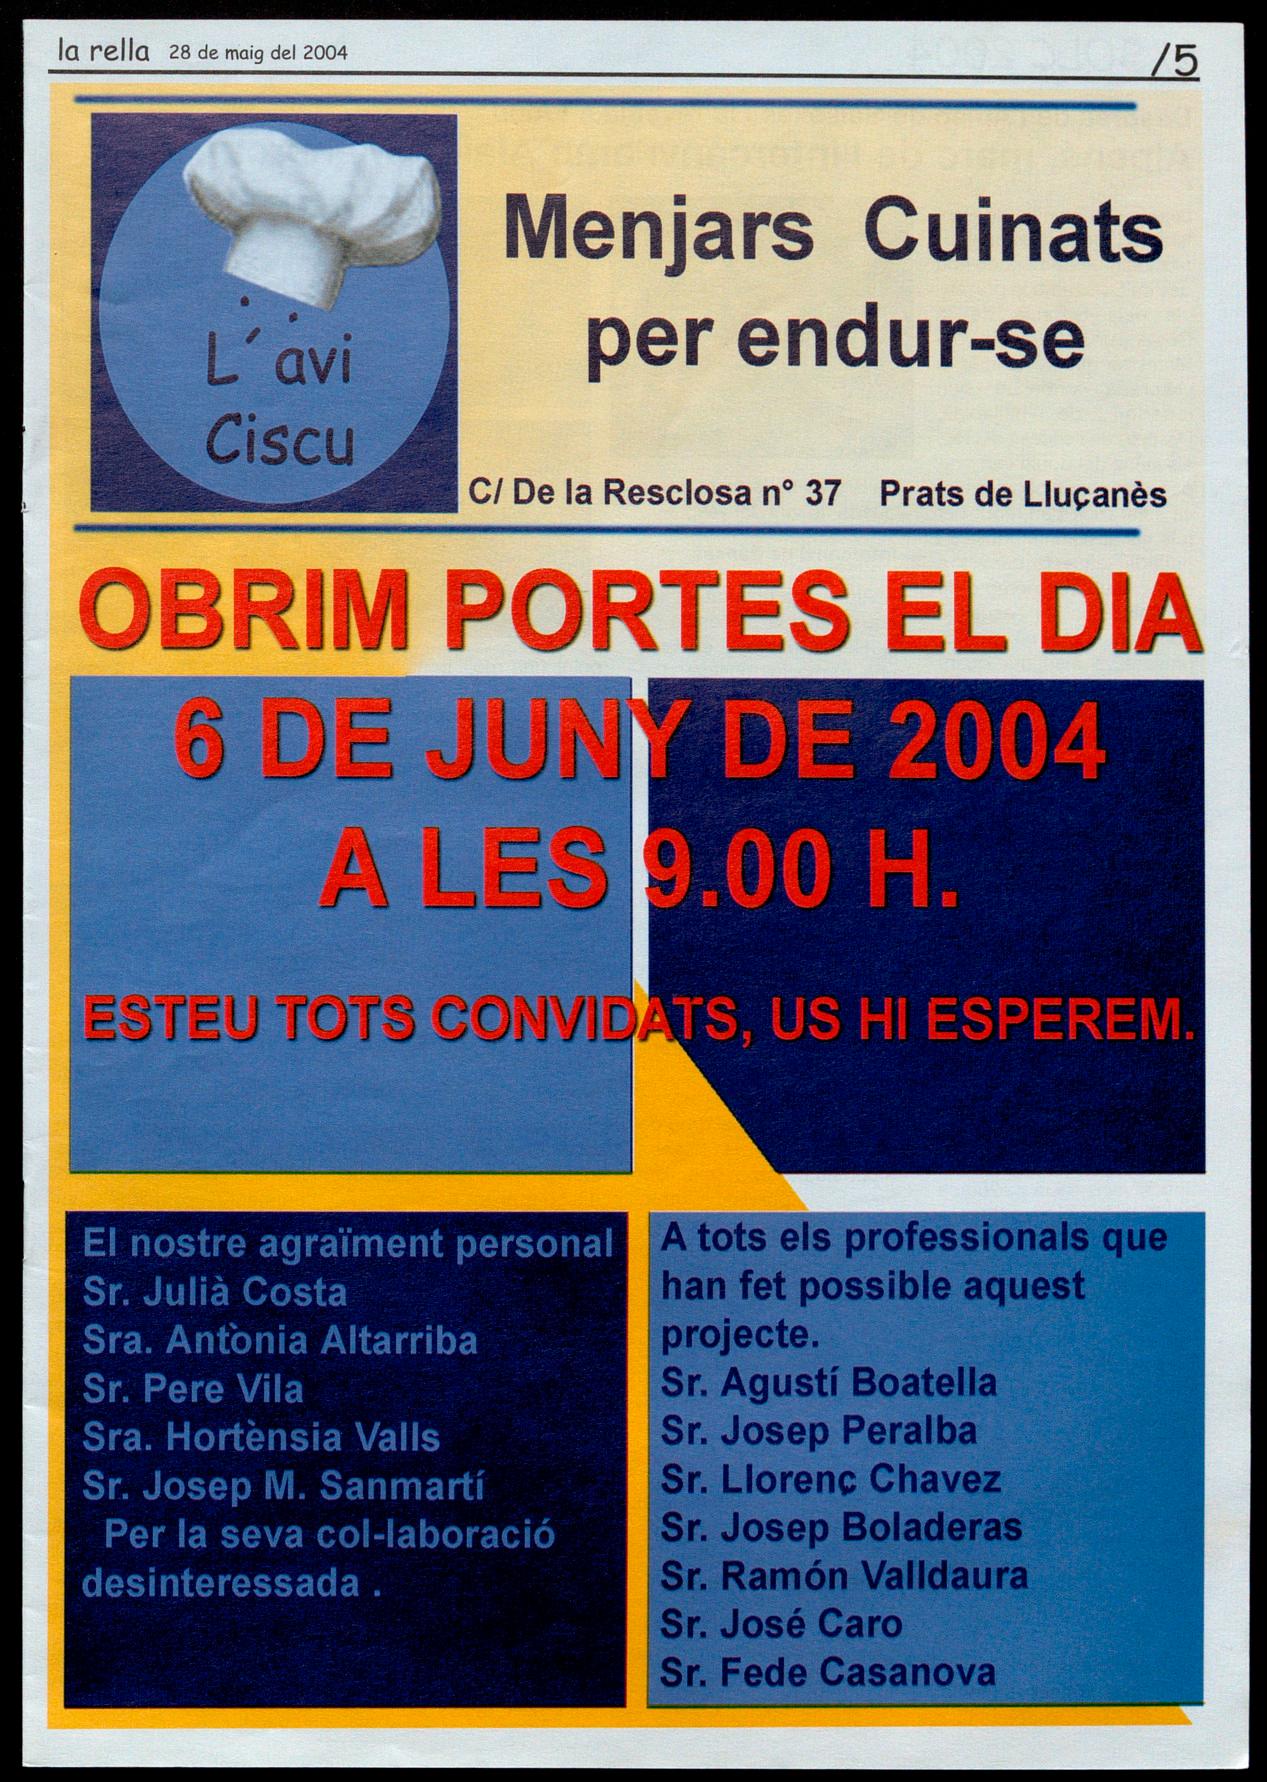 la rella 28 de maig del 2004 /5
L´avi
Ciscu
Menjars Cuinats
per endur-se
C/ De la Resclosa n° 37 Prats de Lluçanès
OBRIM PORTES EL DIA
6 DE JUNY DE 2004
A LES 9.00 H.
ESTEU TOTS CONVIDATS, US HI ESPEREM.
El nostre agraïment personal
Sr. Julià Costa
Sra. Antònia Altarriba
Sr. Pere Vila
Sra. Hortènsia Valls
Sr. Josep M. Sanmartí
Per la seva col-laboració
desinteressada .
A tots els professionals que
han fet possible aquest
projecte.
Sr. Agustí Boatella
Sr. Josep Peralba
Sr. Llorenç Chavez
Sr. Josep Boladeras
Sr. Ramón Valldaura
Sr. José Caro
Sr. Fede Casanova